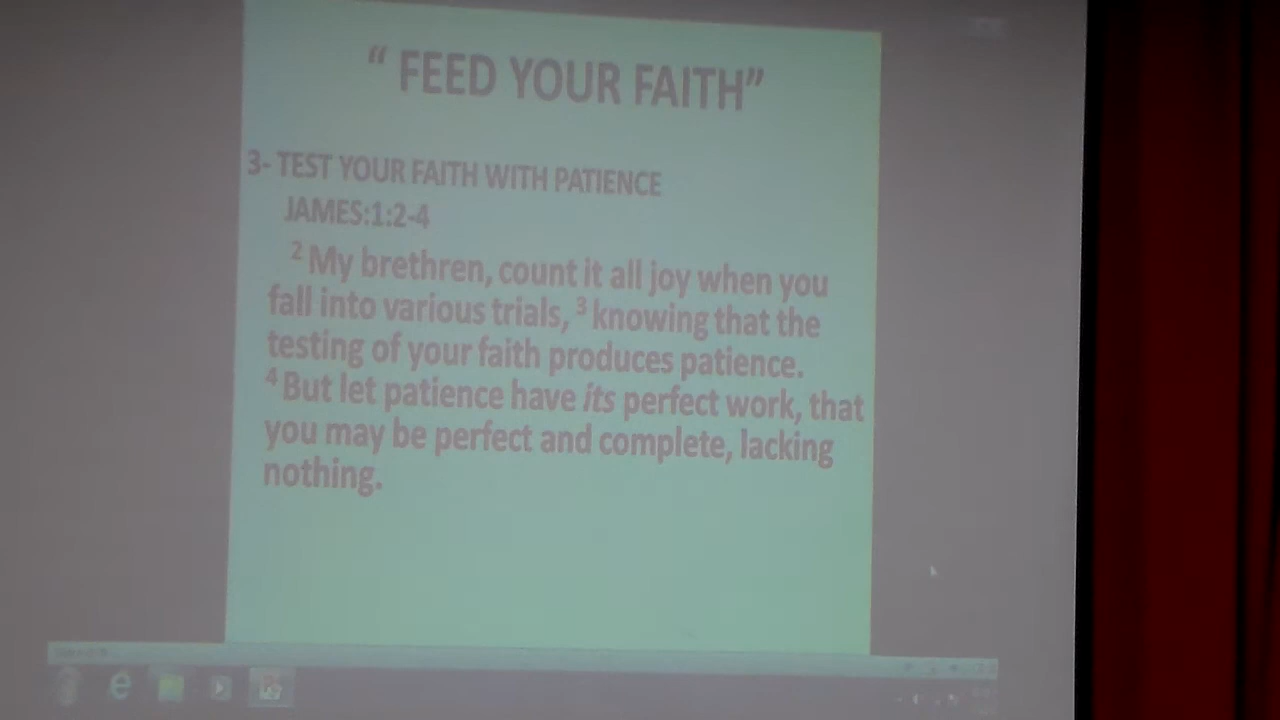 “ FEED YOUR FAITH”
3- TEST YOUR FAITH WITH PATIENCE
JAMES:1:2-4
2 My brethren, count it all joy when you
fall into various trials, 3 knowing that the
testing of your faith produces patience.
4 But let patience have its perfect work, that
you may be perfect and complete, lacking
nothing.